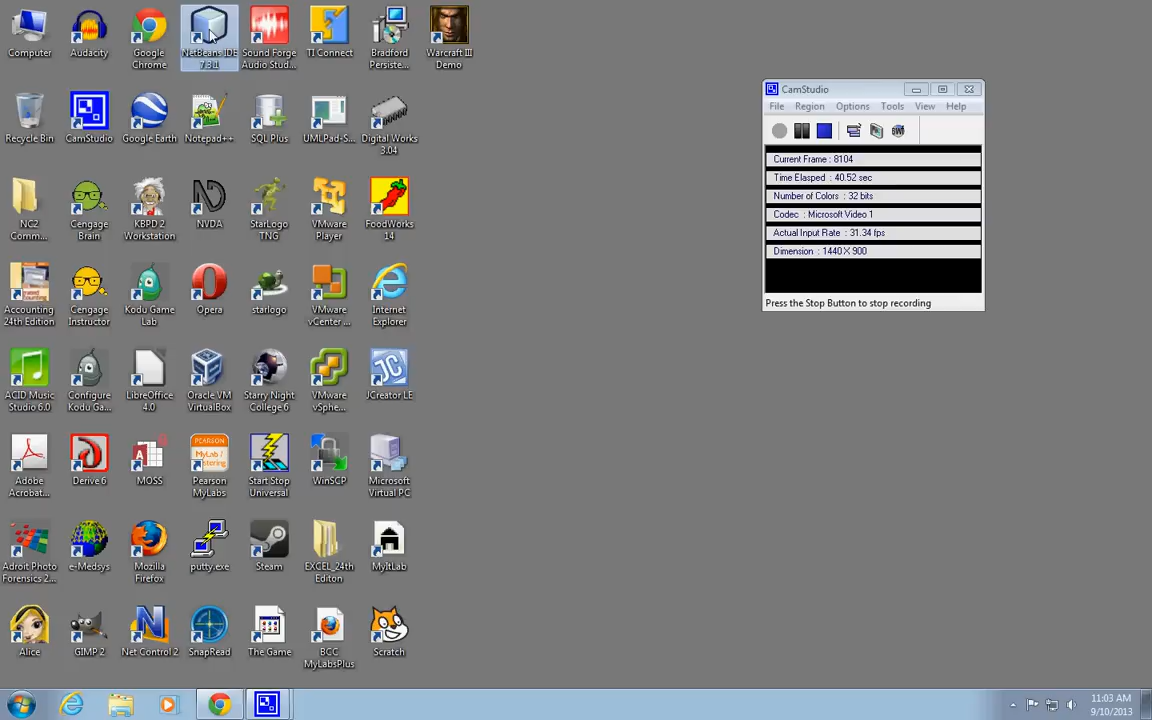 Computer
Audacity
Google
Chrome
NetBeans IDE
7.3.1
Sound Forge
Audio Stud...
TI Connect
Bradford
Persiste...
Warcraft III
Demo
Recycle Bin
CamStudio
Google Earth
Notepad++
SQL Plus
UMLPad-S...
Digital Works
3.04
NC2
Comm...
Cengage
Brain
KBPD 2
Workstation
NVDA
StarLogo
TNG
VMware
Player
FoodWorks
14
Accounting
24th Edition
Cengage
Instructor
Kodu Game
Lab
Opera
starlogo
VMware
vCenter ...
Internet
Explorer
ACID Music
Studio 6.0
Configure
Kodu Ga...
LibreOffice
4.0
Oracle VM
VirtualBox
Starry Night
College 6
VMware
vSphe...
JC
JCreator LE
Adobe
Acrobat...
Derive 6
MOSS
PEARSON
MyLab /
Mastering
Pearson
MyLabs
Start Stop
Universal
WinSCP
Microsoft
Virtual PC
Adroit Photo
Forensics 2...
e-Medsys
Mozilla
Firefox
putty.exe
Steam
EXCEL_24th
Editon
MyItLab
Alice
GIMP 2
Net Control 2
SnapRead
The Game
BCC
MyLabsPlus
Scratch
CamStudio
File Region Options Tools View Help
Current Frame : 8104
Time Elasped : 40.52 sec
Number of Colors : 32 bits
Codec : Microsoft Video 1
Actual Input Rate : 31.34 fps
Dimension : 1440 X 900
Press the Stop Button to stop recording
11:03 AM
9/10/2013